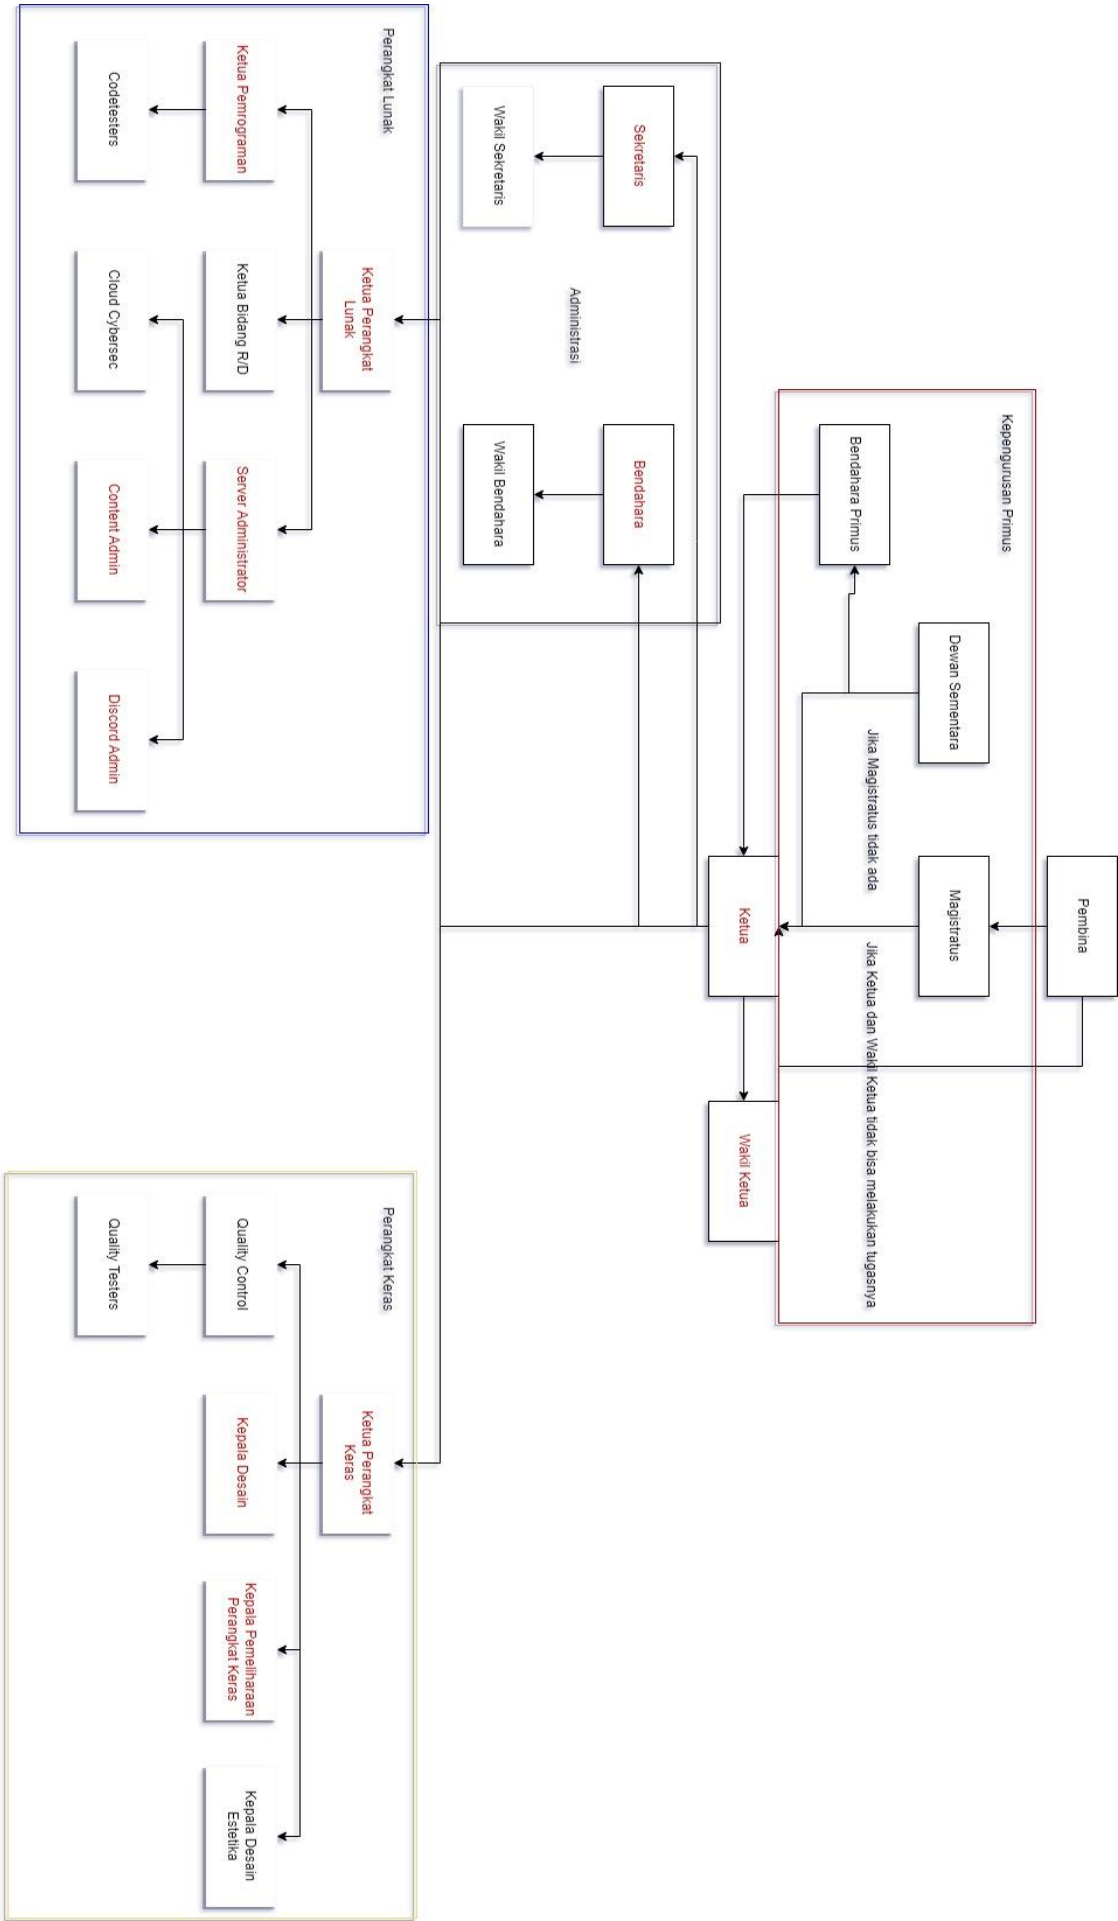 Pembina
Kepengurusan Primus
Dewan Sementara
Magistratus
Bendahara Primus
Jika Magistratus tidak ada
Jika Ketua dan Wakil Ketua tidak bisa melakukan tugasnya
Ketua
Wakil Ketua
Sekretaris
Bendahara
Administrasi
Wakil Sekretaris
Wakil Bendahara
Perangkat Lunak
Ketua Perangkat
Lunak
Ketua Pemrograman
Ketua Bidang R/D
Server Administrator
Codetesters
Cloud Cybersec
Content Admin
Discord Admin
Perangkat Keras
Ketua Perangkat
Keras
Quality Control
Kepala Desain
Kepala Pemeliharaan
Perangkat Keras
Kepala Desain
Estetika
Quality Testers